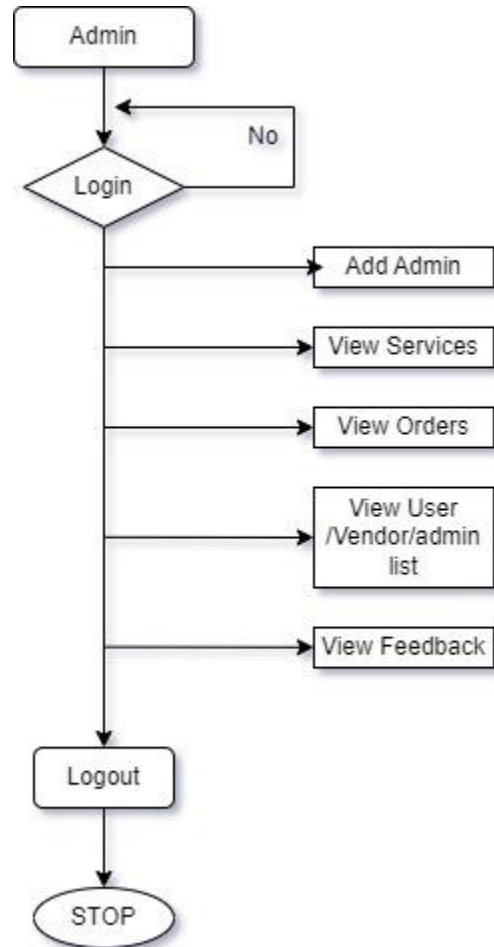 Admin
No
Login
Add Admin
View Services
View Orders
View User
/Vendor/admin
list
View Feedback
Logout
STOP